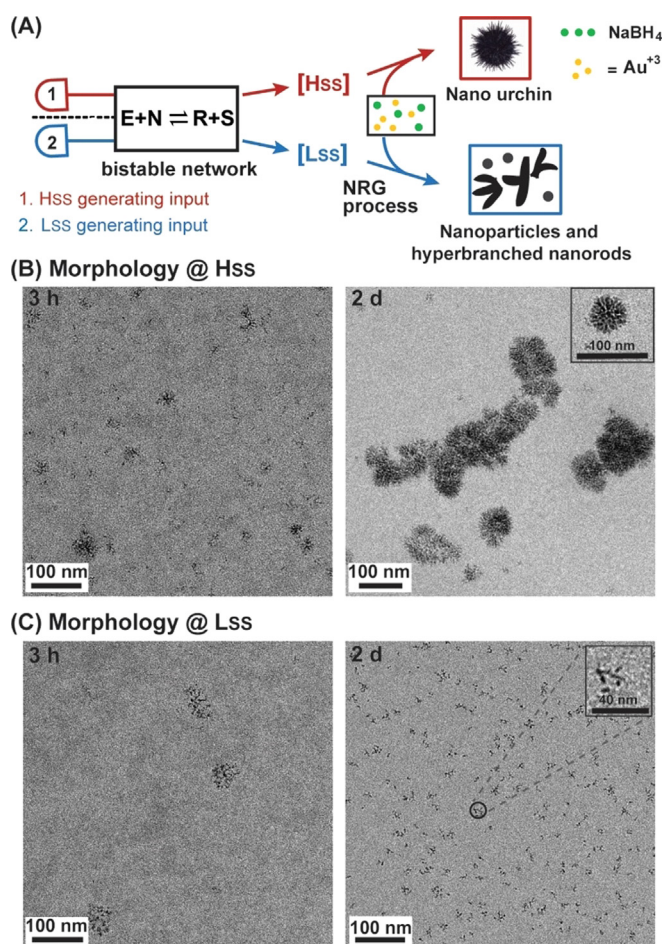 (A)
NaBH4
= Au+3
1
[Hss]
Nano urchin
E+N ⇌ R+S
2
[Lss]
bistable network
NRG
process
1. Hss generating input
2. Lss generating input
Nanoparticles and
hyperbranched nanorods
(B) Morphology @ Hss
3 h
2 d
100 nm
100 nm
100 nm
(C) Morphology @ Lss
3 h
2 d
40 nm
100 nm
100 nm